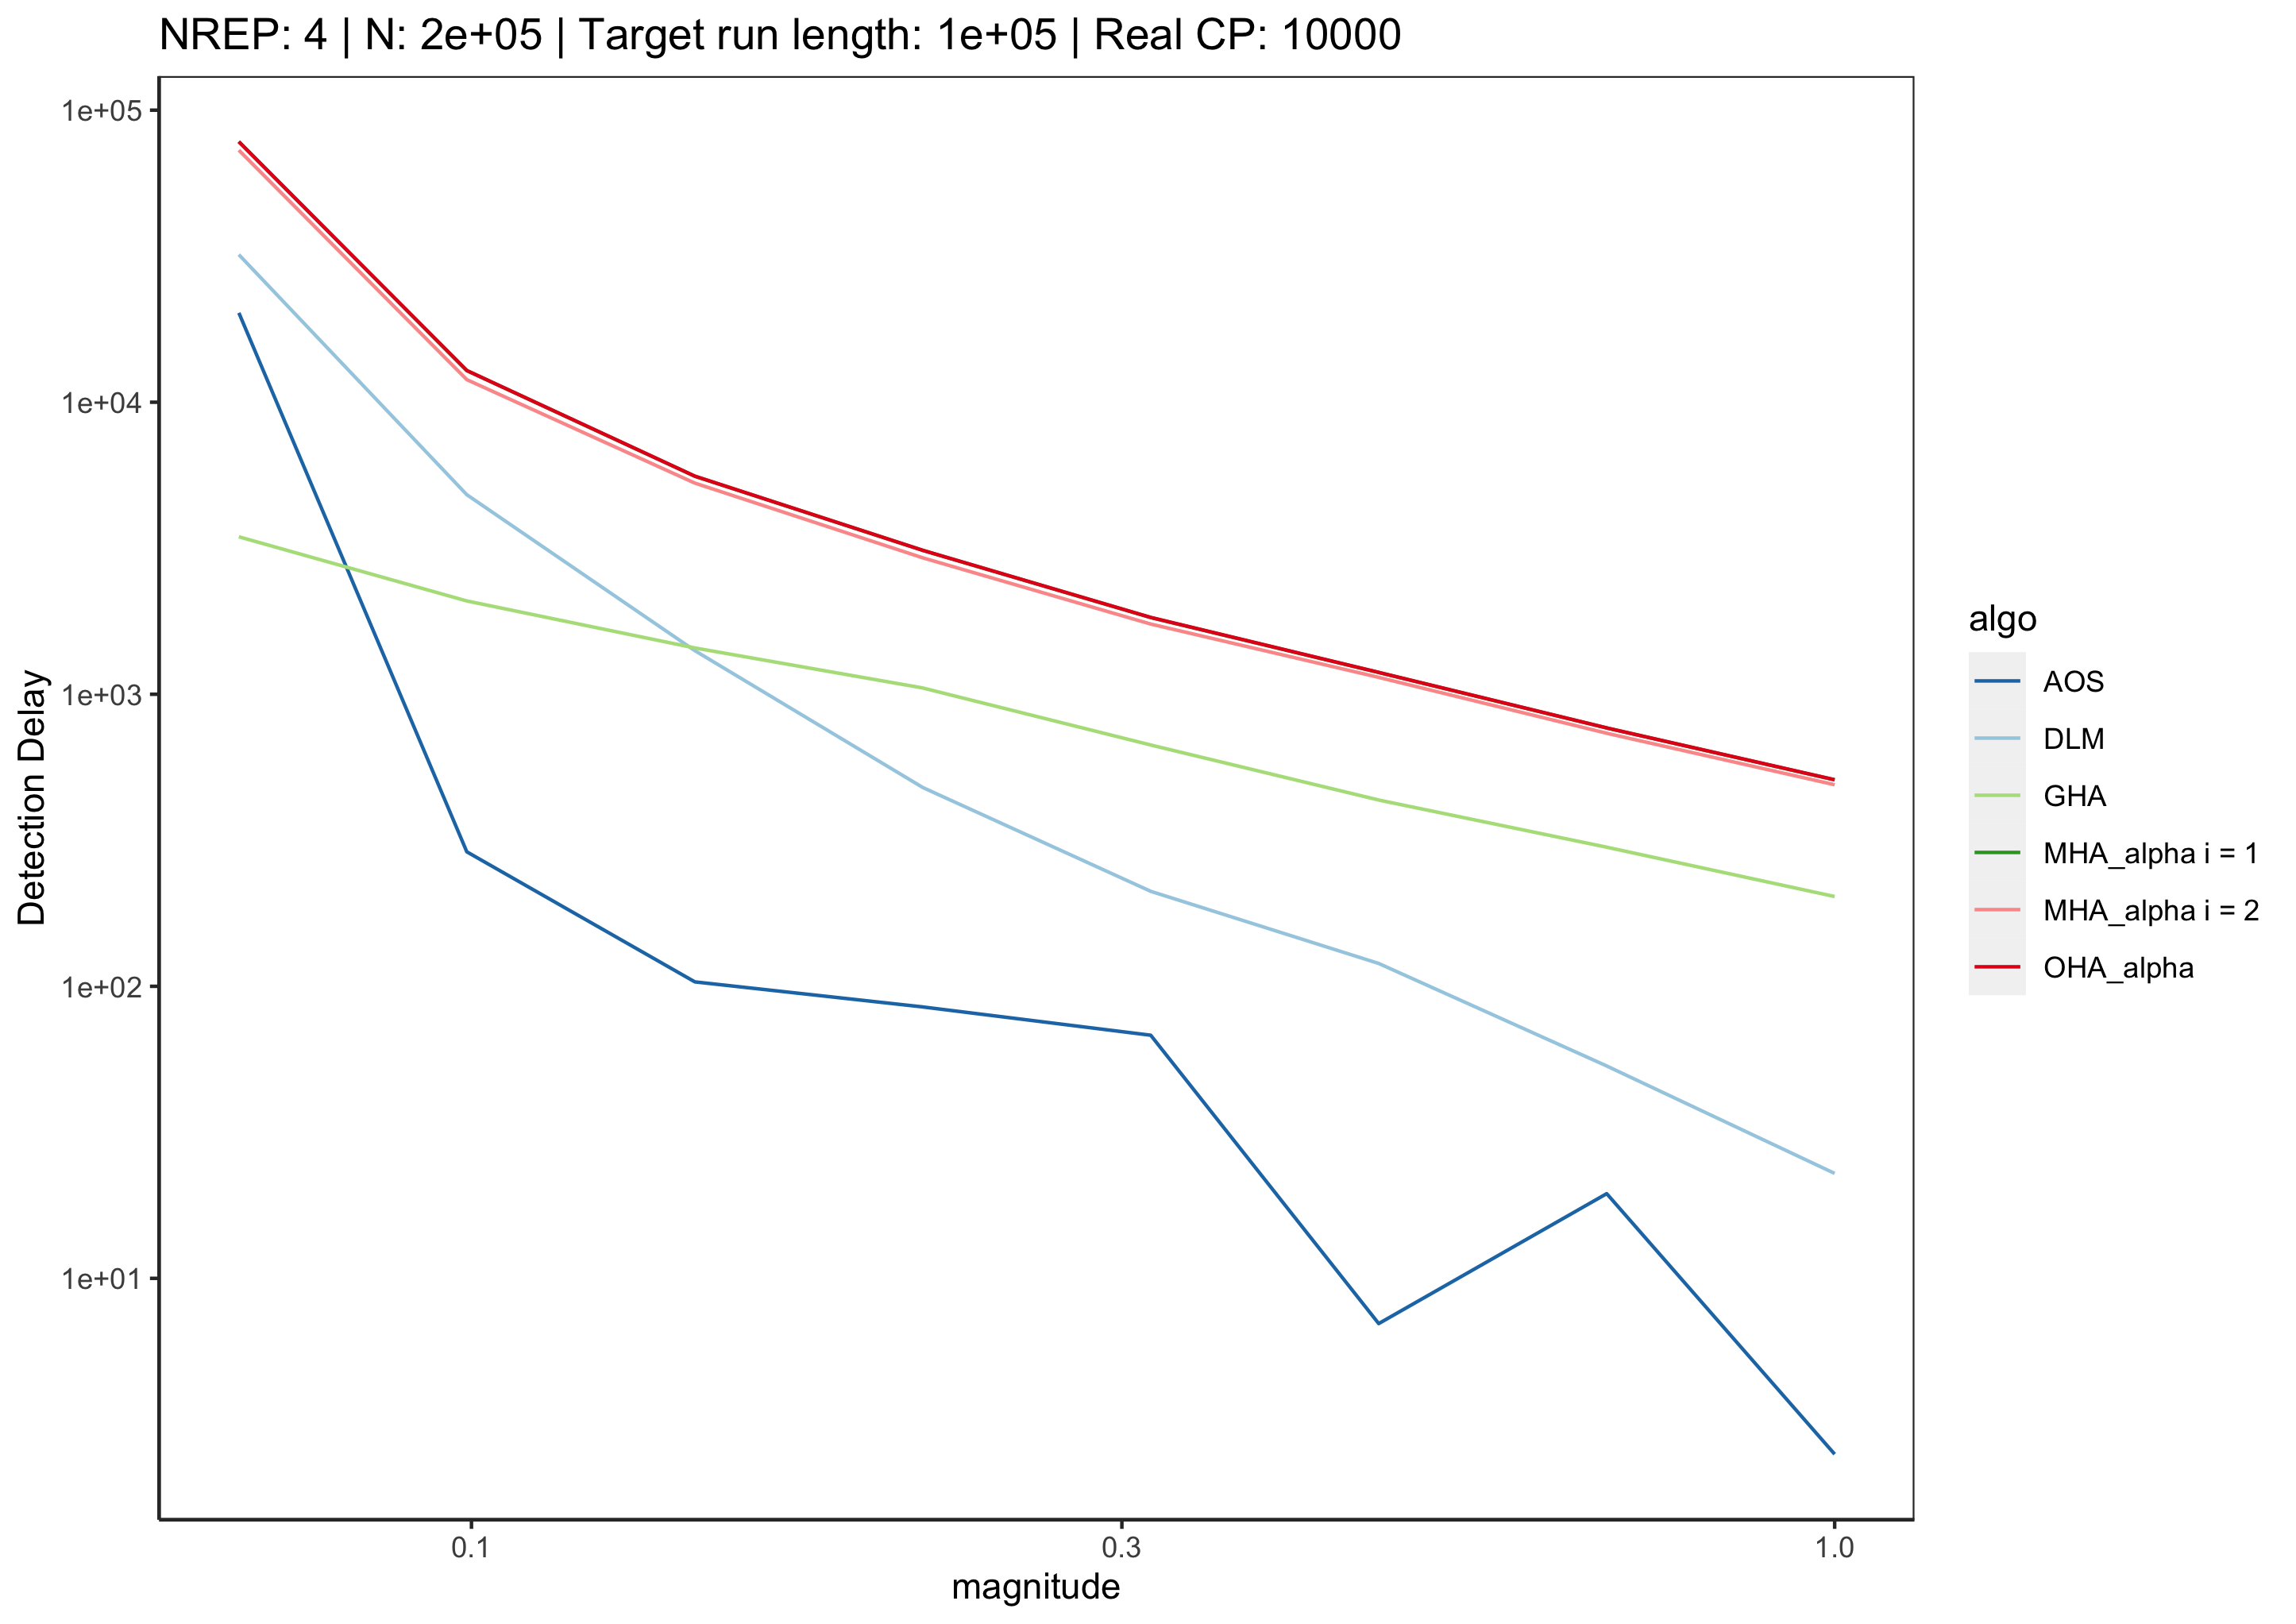 NREP: 4 | N: 2e+05 | Target run length: 1e+05 | Real CP: 10000
Detection Delay
1e+05
1e+04
1e+03
1e+02
1e+01
0.1
0.3
1.0
magnitude
algo
AOS
DLM
GHA
MHA_alpha i = 1
MHA_alpha i = 2
OHA_alpha